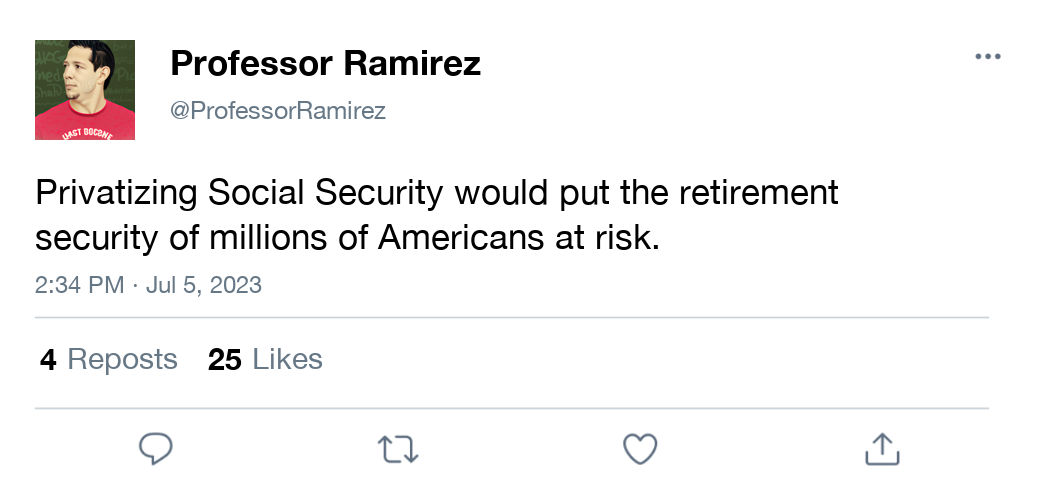 Professor Ramirez
@ProfessorRamirez
Privatizing Social Security would put the retirement
security of millions of Americans at risk.
2:34 PM · Jul 5, 2023
4 Reposts 25 Likes